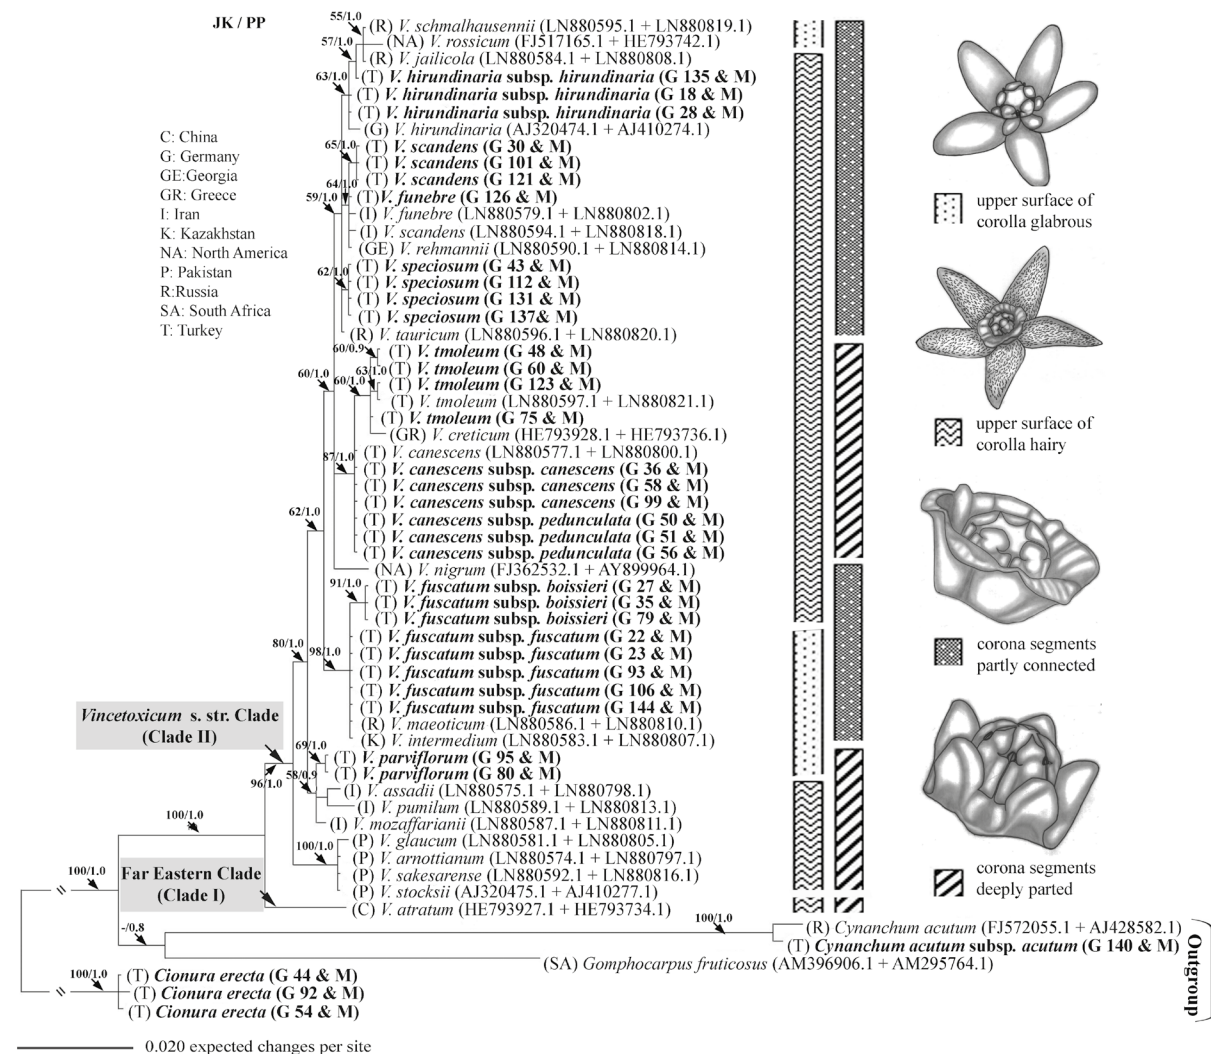 JK / PP
C: China
G: Germany
GE:Georgia
GR: Greece
I: Iran
K: Kazakhstan
NA: North America
P: Pakistan
R:Russia
SA: South Africa
T: Turkey
55/1.0
57/1.0
63/1.0
65/1.0
64/1.0
59/1.0
62/1.0
60/0.9
63/1.0
60/1.0
60/1.0
87/1.0
62/1.0
91/1.0
98/1.0
80/1.0
69/1.0
58/0.9
96/1.0
100/1.0
100/1.0
100/1.0
-/0.8
100/1.0
100/1.0
(R) V. schmalhausennii (LN880595.1 + LN880819.1)
(NA) V. rossicum (FJ517165.1 + HE793742.1)
(R) V. jailicola (LN880584.1 + LN880808.1)
(T) V. hirundinaria subsp. hirundinaria (G 135 & M)
(T) V. hirundinaria subsp. hirundinaria (G 18 & M)
(T) V. hirundinaria subsp. hirundinaria (G 28 & M)
(G) V. hirundinaria (AJ320474.1 + AJ410274.1)
(T) V. scandens (G 30 & M)
(T) V. scandens (G 101 & M)
(T) V. scandens (G 121 & M)
(T)V. funebre (G 126 & M)
(I) V. funebre (LN880579.1 + LN880802.1)
(I) V. scandens (LN880594.1 + LN880818.1)
(GE) V. rehmannii (LN880590.1 + LN880814.1)
(T) V. speciosum (G 43 & M)
(T) V. speciosum (G 112 & M)
(T) V. speciosum (G 131 & M)
(T) V. speciosum (G 137& M)
(R) V. tauricum (LN880596.1 + LN880820.1)
(T) V. tmoleum (G 48 & M)
(T) V. tmoleum (G 60 & M)
(T) V. tmoleum (G 123 & M)
(T) V. tmoleum (LN880597.1 + LN880821.1)
(T) V. tmoleum (G 75 & M)
(GR) V. creticum (HE793928.1 + HE793736.1)
(T) V. canescens (LN880577.1 + LN880800.1)
(T) V. canescens subsp. canescens (G 36 & M)
(T) V. canescens subsp. canescens (G 58 & M)
(T) V. canescens subsp. canescens (G 99 & M)
(T) V. canescens subsp. pedunculata (G 50 & M)
(T) V. canescens subsp. pedunculata (G 51 & M)
(T) V. canescens subsp. pedunculata (G 56 & M)
(NA) V. nigrum (FJ362532.1 + AY899964.1)
(T) V. fuscatum subsp. boissieri (G 27 & M)
(T) V. fuscatum subsp. boissieri (G 35 & M)
(T) V. fuscatum subsp. boissieri (G 79 & M)
(T) V. fuscatum subsp. fuscatum (G 22 & M)
(T) V. fuscatum subsp. fuscatum (G 23 & M)
(T) V. fuscatum subsp. fuscatum (G 93 & M)
(T) V. fuscatum subsp. fuscatum (G 106 & M)
(T) V. fuscatum subsp. fuscatum (G 144 & M)
(R) V. maeoticum (LN880586.1 + LN880810.1)
(K) V. intermedium (LN880583.1 + LN880807.1)
(T) V. parviflorum (G 95 & M)
(T) V. parviflorum (G 80 & M)
(I) V. assadii (LN880575.1 + LN880798.1)
(I) V. pumilum (LN880589.1 + LN880813.1)
(I) V. mozaffarianii (LN880587.1 + LN880811.1)
(P) V. glaucum (LN880581.1 + LN880805.1)
(P) V. arnottianum (LN880574.1 + LN880797.1)
(P) V. sakesarense (LN880592.1 + LN880816.1)
(P) V. stocksii (AJ320475.1 + AJ410277.1)
(C) V. atratum (HE793927.1 + HE793734.1)
(R) Cynanchum acutum (FJ572055.1 + AJ428582.1)
(T) Cynanchum acutum subsp. acutum (G 140 & M)
(SA) Gomphocarpus fruticosus (AM396906.1 + AM295764.1)
(T) Cionura erecta (G 44 & M)
(T) Cionura erecta (G 92 & M)
(T) Cionura erecta (G 54 & M)
Vincetoxicum s. str. Clade
(Clade II)
Far Eastern Clade
(Clade I)
upper surface of
corolla glabrous
upper surface of
corolla hairy
corona segments
partly connected
corona segments
deeply parted
Outgroup
0.020 expected changes per site